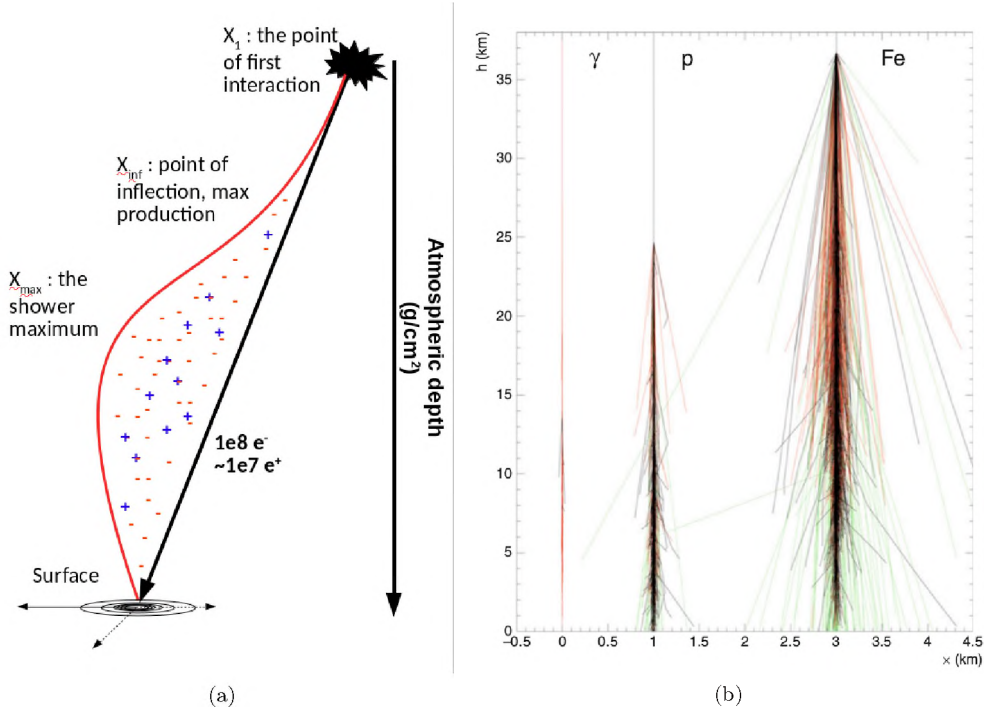 X₁ : the point
of first
interaction
X_inf : point of
inflection, max
production
X_max : the
shower
maximum
Atmospheric depth
(g/cm²)
1e8 e⁻
~1e7 e⁺
Surface
(a)
h (km)
γ
p
Fe
35
30
25
20
15
10
5
0
−0.5
0
0.5
1
1.5
2
2.5
3
3.5
4
4.5
x (km)
(b)